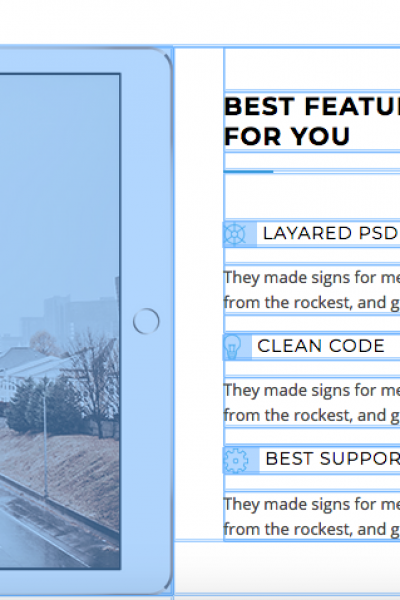 BEST FEATU
FOR YOU
LAYARED PSD
They made signs for me
from the rockest, and g
CLEAN CODE
They made signs for me
from the rockest, and g
BEST SUPPOR
They made signs for me
from the rockest, and g